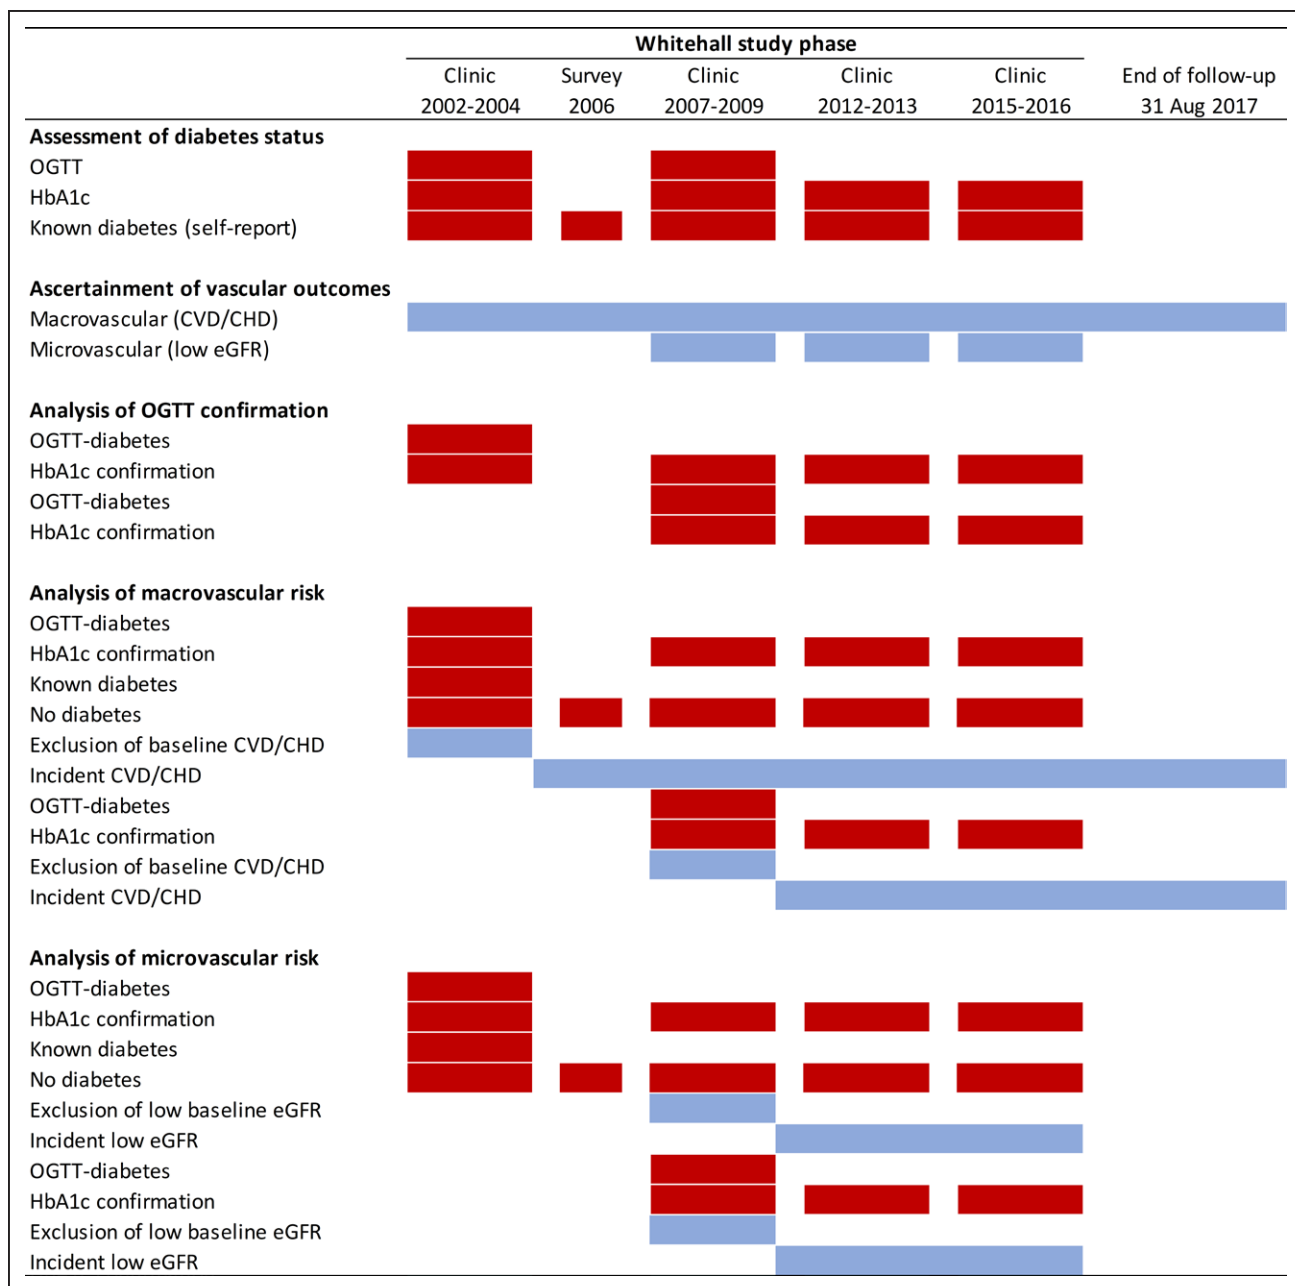 Whitehall study phase
Clinic Survey Clinic Clinic Clinic End of follow-up
2002-2004 2006 2007-2009 2012-2013 2015-2016 31 Aug 2017
Assessment of diabetes status
OGTT
HbA1c
Known diabetes (self-report)
Ascertainment of vascular outcomes
Macrovascular (CVD/CHD)
Microvascular (low eGFR)
Analysis of OGTT confirmation
OGTT-diabetes
HbA1c confirmation
OGTT-diabetes
HbA1c confirmation
Analysis of macrovascular risk
OGTT-diabetes
HbA1c confirmation
Known diabetes
No diabetes
Exclusion of baseline CVD/CHD
Incident CVD/CHD
OGTT-diabetes
HbA1c confirmation
Exclusion of baseline CVD/CHD
Incident CVD/CHD
Analysis of microvascular risk
OGTT-diabetes
HbA1c confirmation
Known diabetes
No diabetes
Exclusion of low baseline eGFR
Incident low eGFR
OGTT-diabetes
HbA1c confirmation
Exclusion of low baseline eGFR
Incident low eGFR